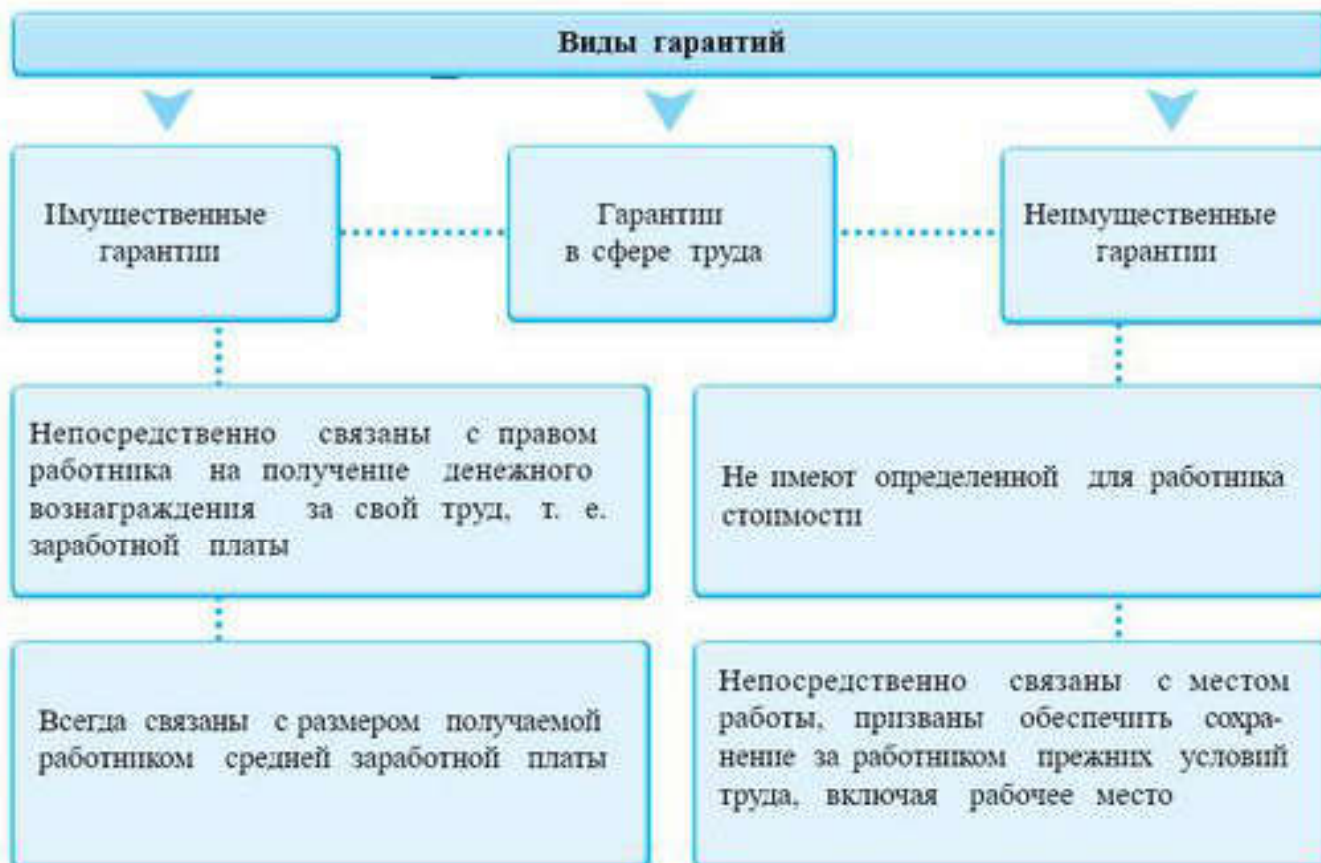 Виды гарантий
Имущественные
гарантии
Гарантии
в сфере труда
Неимущественные
гарантии
Непосредственно связаны с правом
работника на получение денежного
вознаграждения за свой труд, т. е.
заработной платы
Не имеют определенной для работника
стоимости
Всегда связаны с размером получаемой
работником средней заработной платы
Непосредственно связаны с местом
работы, призваны обеспечить сохра-
нение за работником прежних условий
труда, включая рабочее место